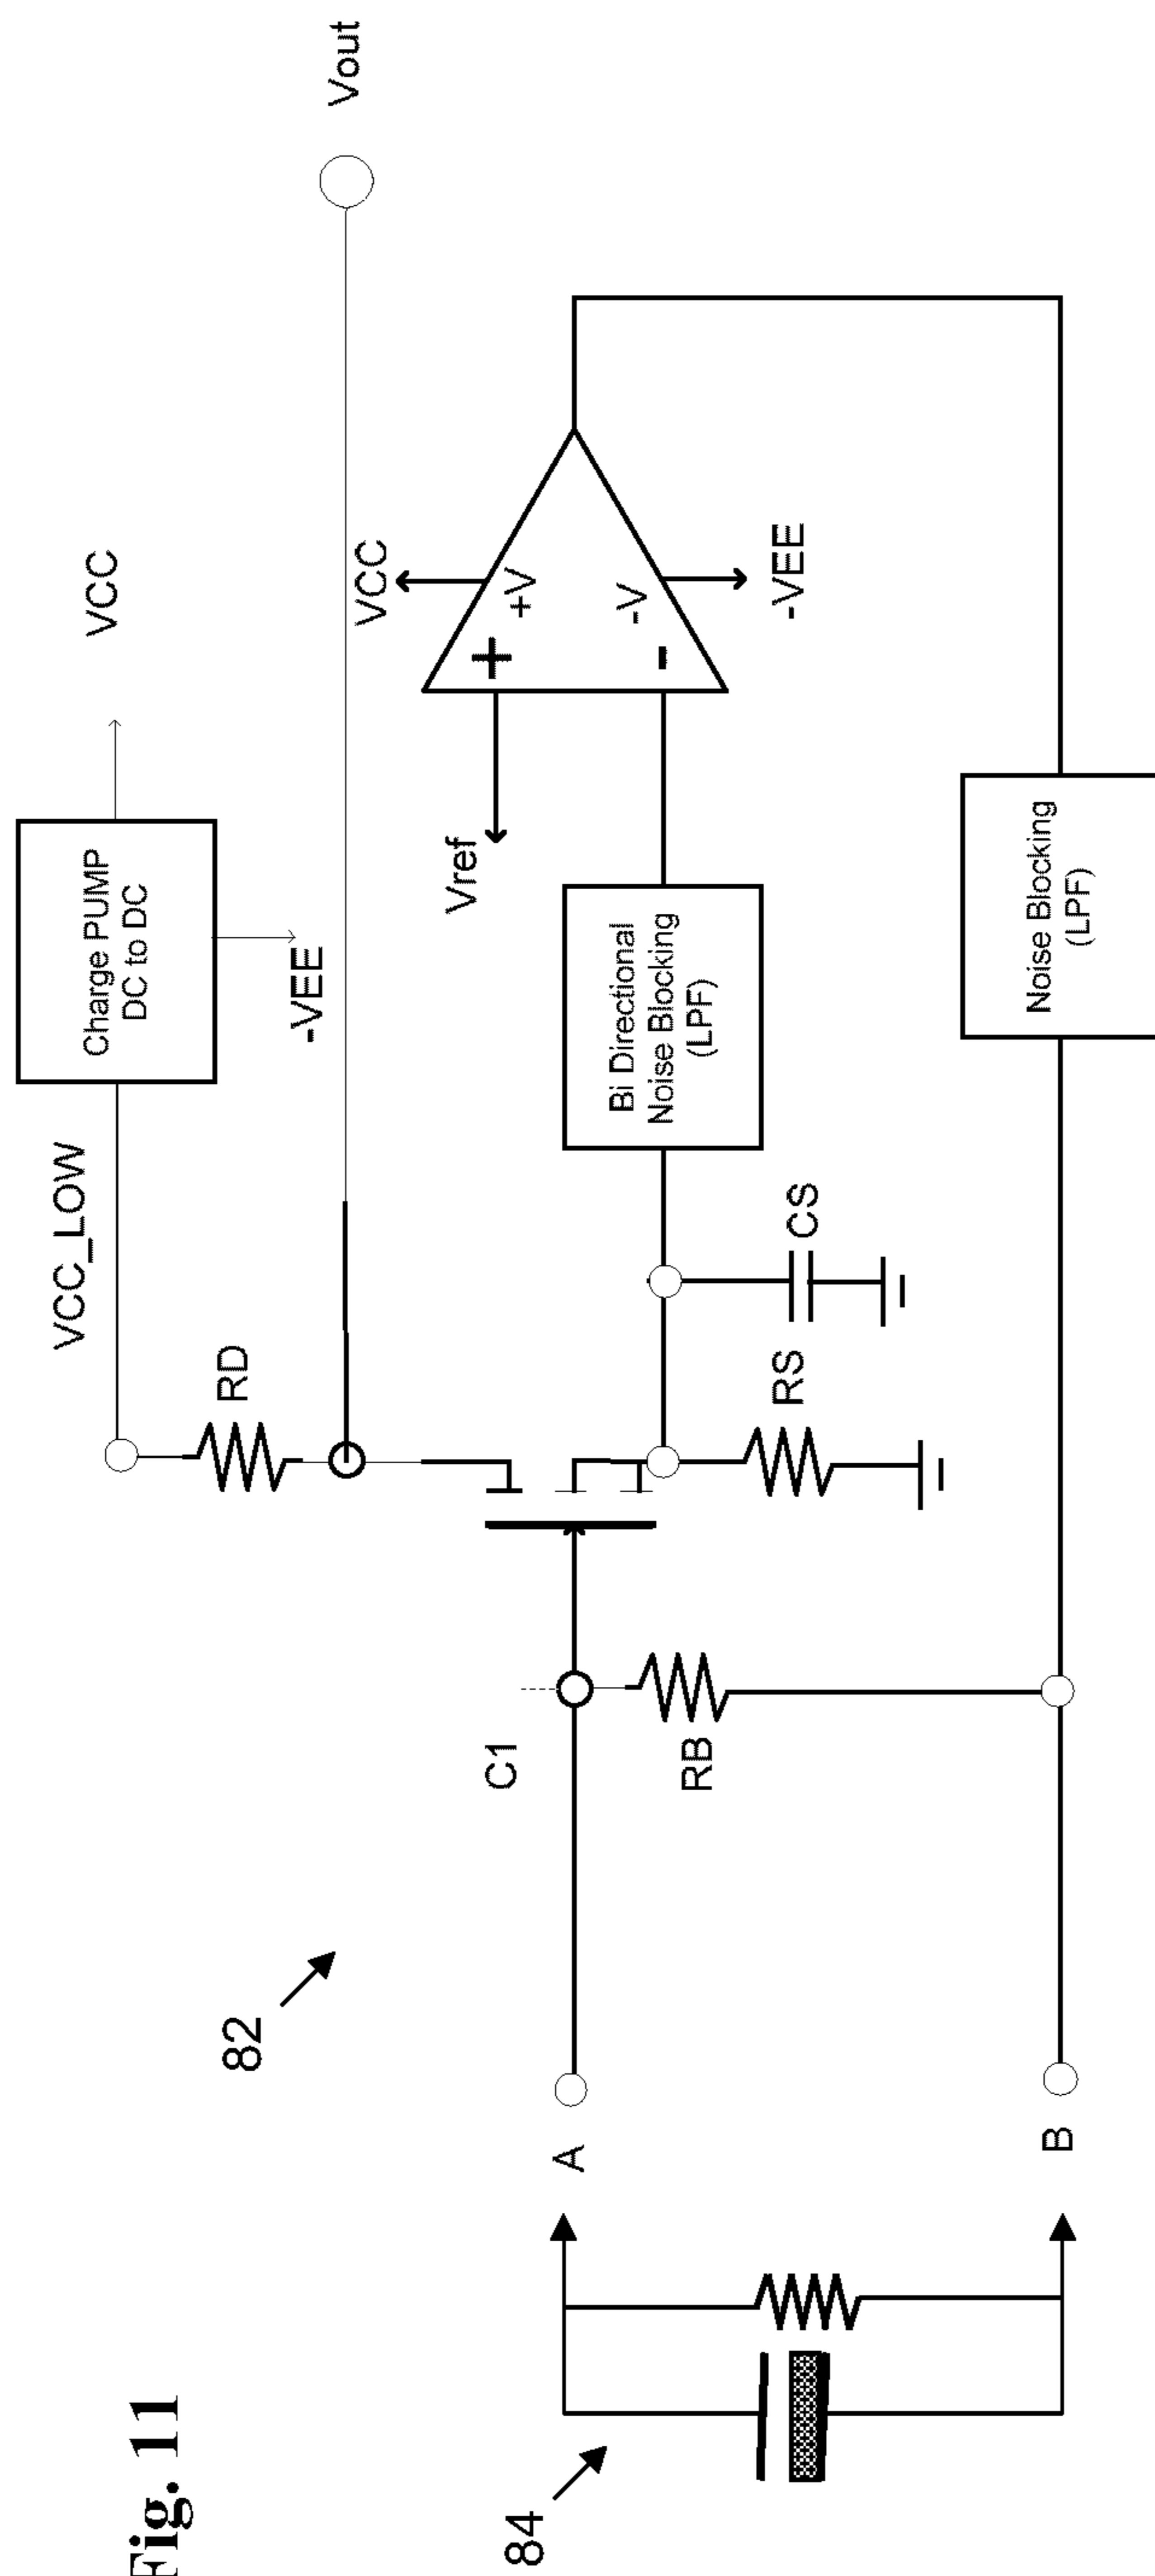 Fig. 11
82
84
VCC_LOW
Charge PUMP
DC to DC
VCC
-VEE
RD
Vout
VCC
+V
+
-V
-
-VEE
Vref
Bi Directional
Noise Blocking
(LPF)
CS
RS
C1
RB
A
B
Noise Blocking
(LPF)